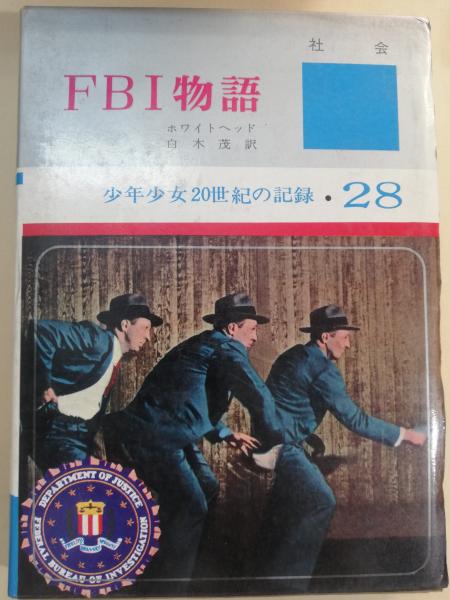 社会
FBI物語
ホワイトヘッド
白木茂訳
少年少女20世紀の記録・28
DEPARTMENT OF JUSTICE
FEDERAL BUREAU OF INVESTIGATION